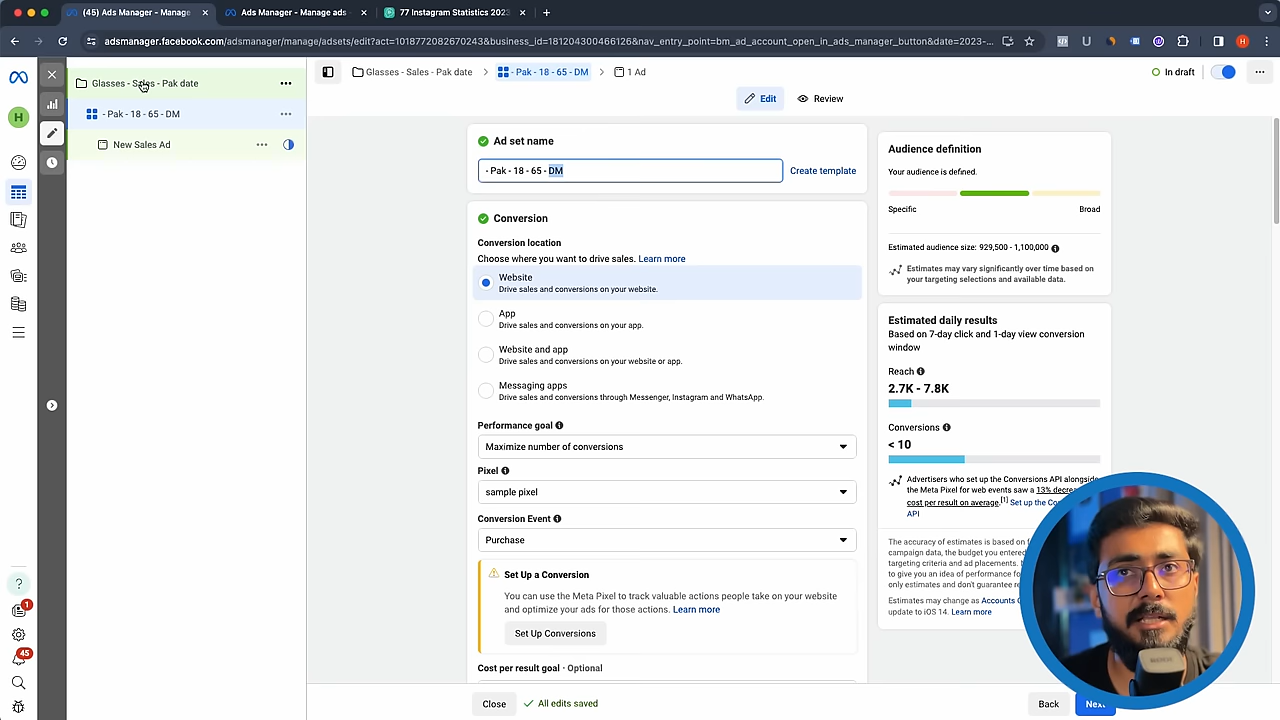 (45) Ads Manager - Manage
Ads Manager - Manage ads -
77 Instagram Statistics 2023
adsmanager.facebook.com/adsmanager/manage/adsets/edit?act=1018772082670243&business_id=181204300466126&nav_entry_point=bm_ad_account_open_in_ads_manager_button&date=2023-...
U
H
H
Glasses - Sales - Pak date
- Pak - 18 - 65 - DM
New Sales Ad
Glasses - Sales - Pak date
- Pak - 18 - 65 - DM
1 Ad
In draft
Edit
Review
Ad set name
- Pak - 18 - 65 - DM
Create template
Conversion
Conversion location
Choose where you want to drive sales. Learn more
Website
Drive sales and conversions on your website.
App
Drive sales and conversions on your app.
Website and app
Drive sales and conversions on your website or app.
Messaging apps
Drive sales and conversions through Messenger, Instagram and WhatsApp.
Performance goal
Maximize number of conversions
Pixel
sample pixel
Conversion Event
Purchase
Set Up a Conversion
You can use the Meta Pixel to track valuable actions people take on your website
and optimize your ads for those actions. Learn more
Set Up Conversions
Cost per result goal · Optional
Audience definition
Your audience is defined.
Specific
Broad
Estimated audience size: 929,500 - 1,100,000
Estimates may vary significantly over time based on
your targeting selections and available data.
Estimated daily results
Based on 7-day click and 1-day view conversion
window
Reach
2.7K - 7.8K
Conversions
< 10
Advertisers who set up the Conversions API alongside
the Meta Pixel for web events saw a 13% decrea
cost per result on average.[1] Set up the Co
API
The accuracy of estimates is based on
campaign data, the budget you entered
targeting criteria and ad placements.
to give you an idea of performance fo
only estimates and don't guarantee
Estimates may change as Accounts C
update to iOS 14. Learn more
?
1
45
Close
All edits saved
Back
Next